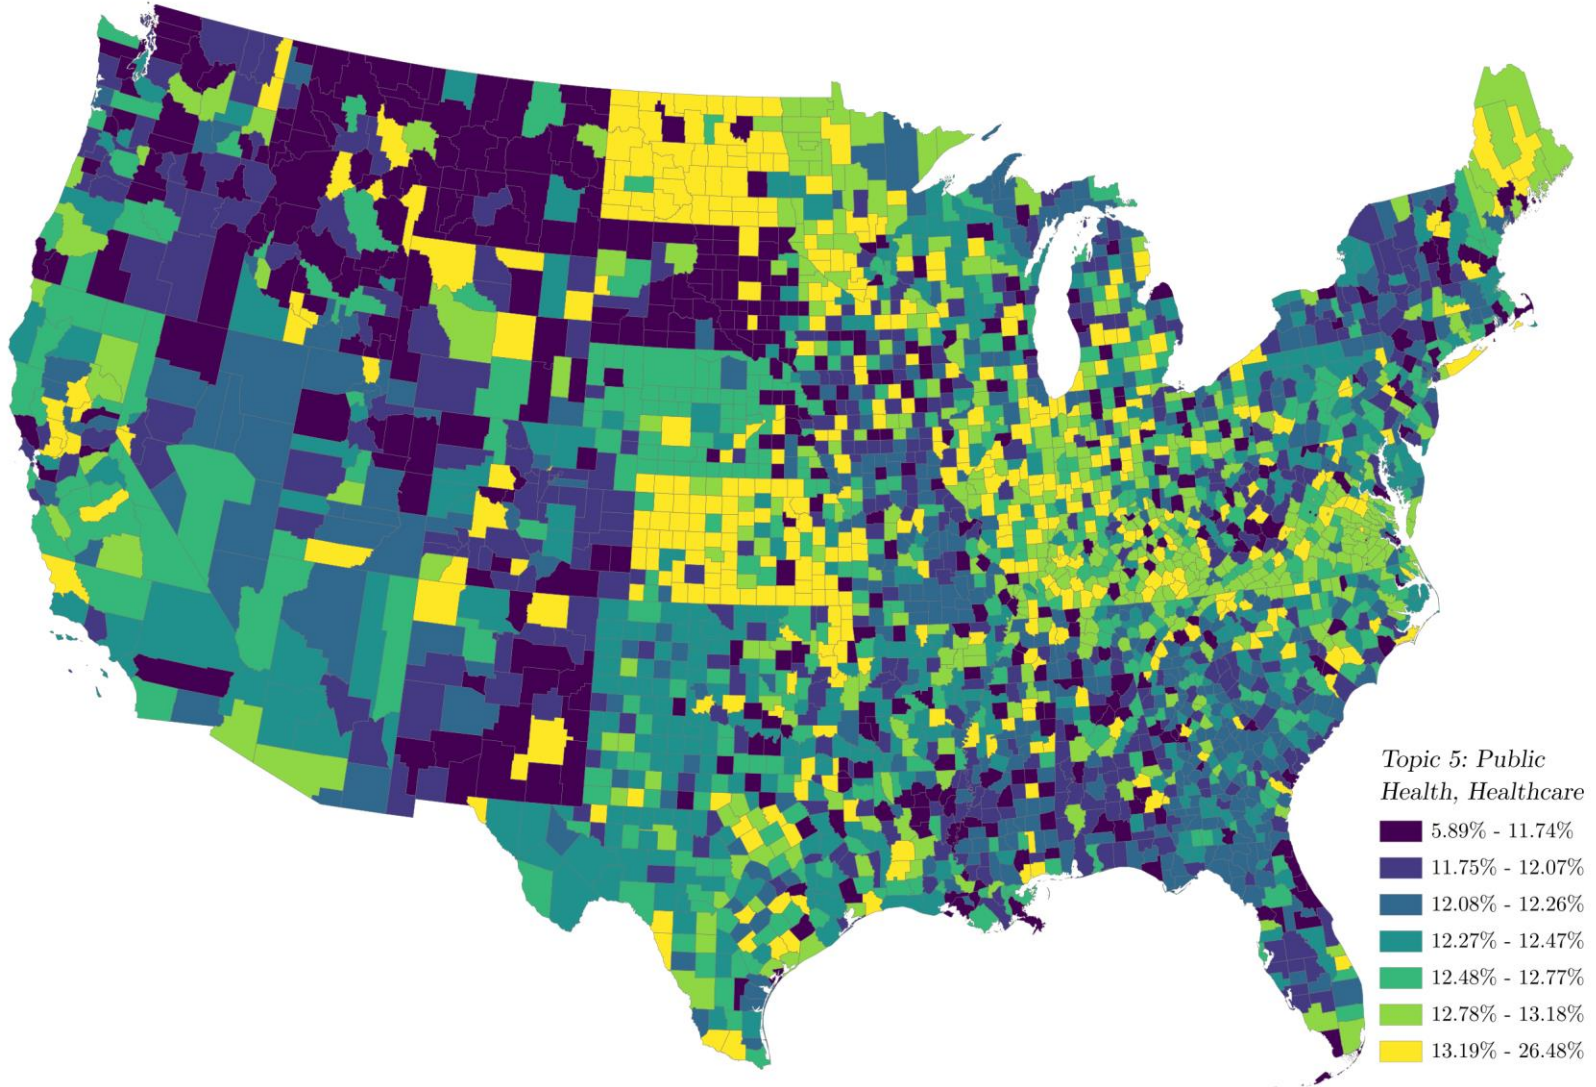 Topic 5: Public
Health, Healthcare
5.89% - 11.74%
11.75% - 12.07%
12.08% - 12.26%
12.27% - 12.47%
12.48% - 12.77%
12.78% - 13.18%
13.19% - 26.48%